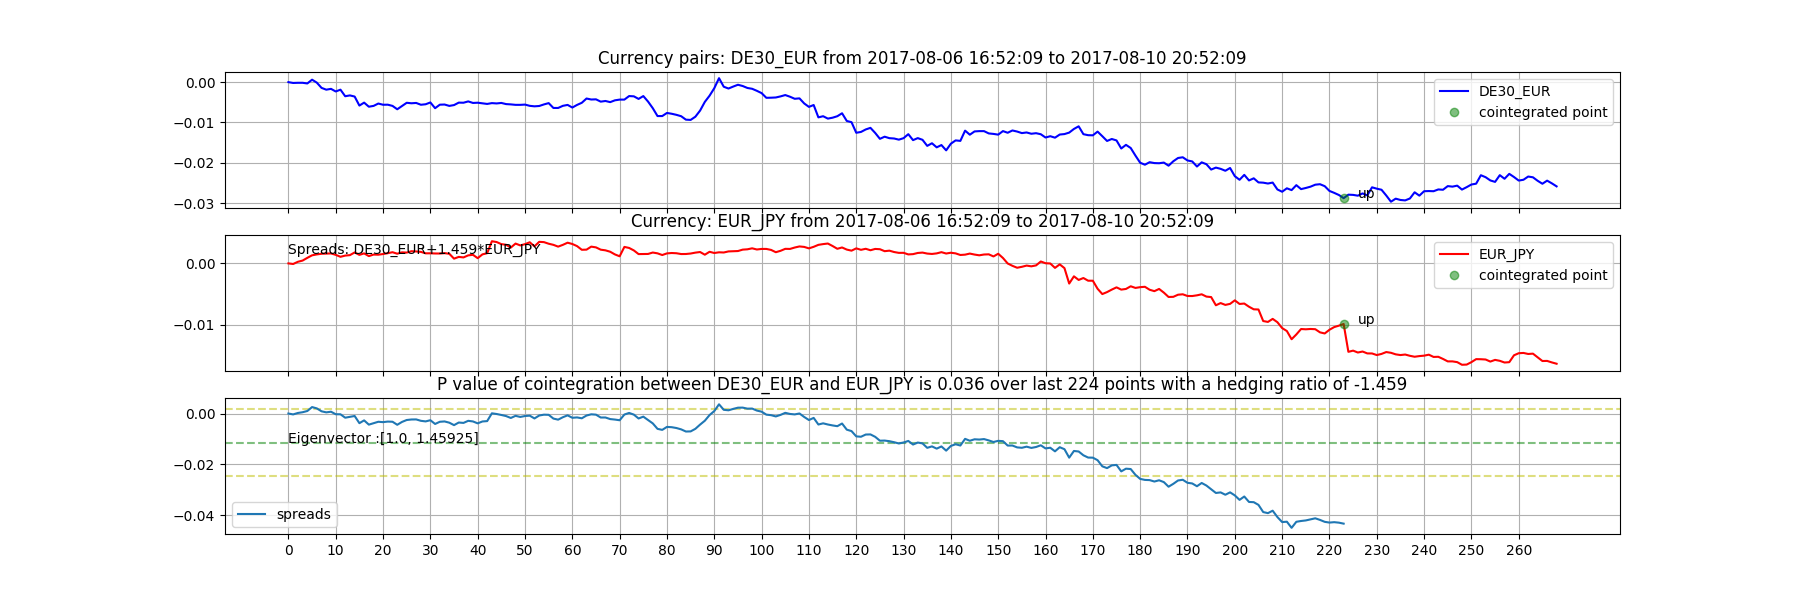 Currency pairs: DE30_EUR from 2017-08-06 16:52:09 to 2017-08-10 20:52:09
0.00
−0.01
−0.02
−0.03
DE30_EUR
cointegrated point
up
Currency: EUR_JPY from 2017-08-06 16:52:09 to 2017-08-10 20:52:09
Spreads: DE30_EUR+1.459*EUR_JPY
0.00
−0.01
EUR_JPY
cointegrated point
up
P value of cointegration between DE30_EUR and EUR_JPY is 0.036 over last 224 points with a hedging ratio of -1.459
0.00
−0.02
−0.04
Eigenvector :[1.0, 1.45925]
spreads
0 10 20 30 40 50 60 70 80 90 100 110 120 130 140 150 160 170 180 190 200 210 220 230 240 250 260